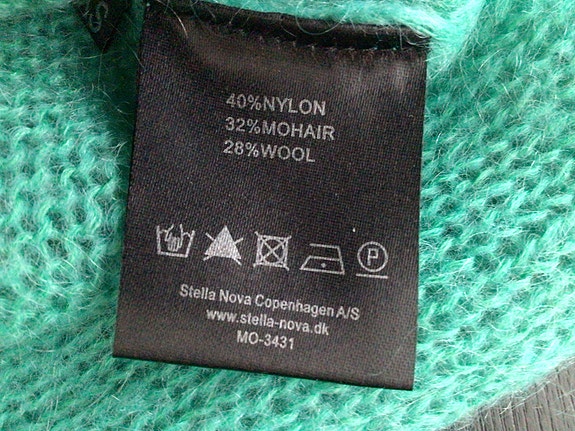 S
40%NYLON
32%MOHAIR
28%WOOL
P
Stella Nova Copenhagen A/S
www.stella-nova.dk
MO-3431